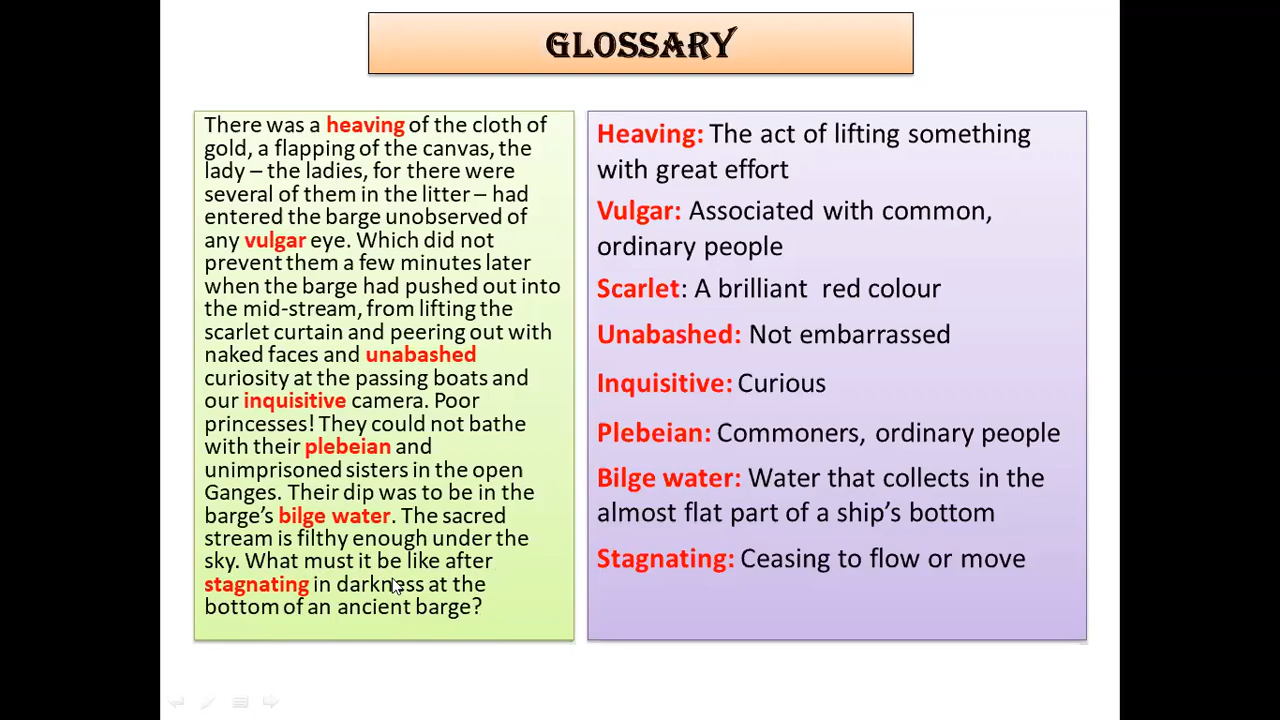 GLOSSARY
There was a heaving of the cloth of
gold, a flapping of the canvas, the
lady – the ladies, for there were
several of them in the litter – had
entered the barge unobserved of
any vulgar eye. Which did not
prevent them a few minutes later
when the barge had pushed out into
the mid-stream, from lifting the
scarlet curtain and peering out with
naked faces and unabashed
curiosity at the passing boats and
our inquisitive camera. Poor
princesses! They could not bathe
with their plebeian and
unimprisoned sisters in the open
Ganges. Their dip was to be in the
barge’s bilge water. The sacred
stream is filthy enough under the
sky. What must it be like after
stagnating in darkness at the
bottom of an ancient barge?
Heaving: The act of lifting something
with great effort
Vulgar: Associated with common,
ordinary people
Scarlet: A brilliant  red colour
Unabashed: Not embarrassed
Inquisitive: Curious
Plebeian: Commoners, ordinary people
Bilge water: Water that collects in the
almost flat part of a ship’s bottom
Stagnating: Ceasing to flow or move